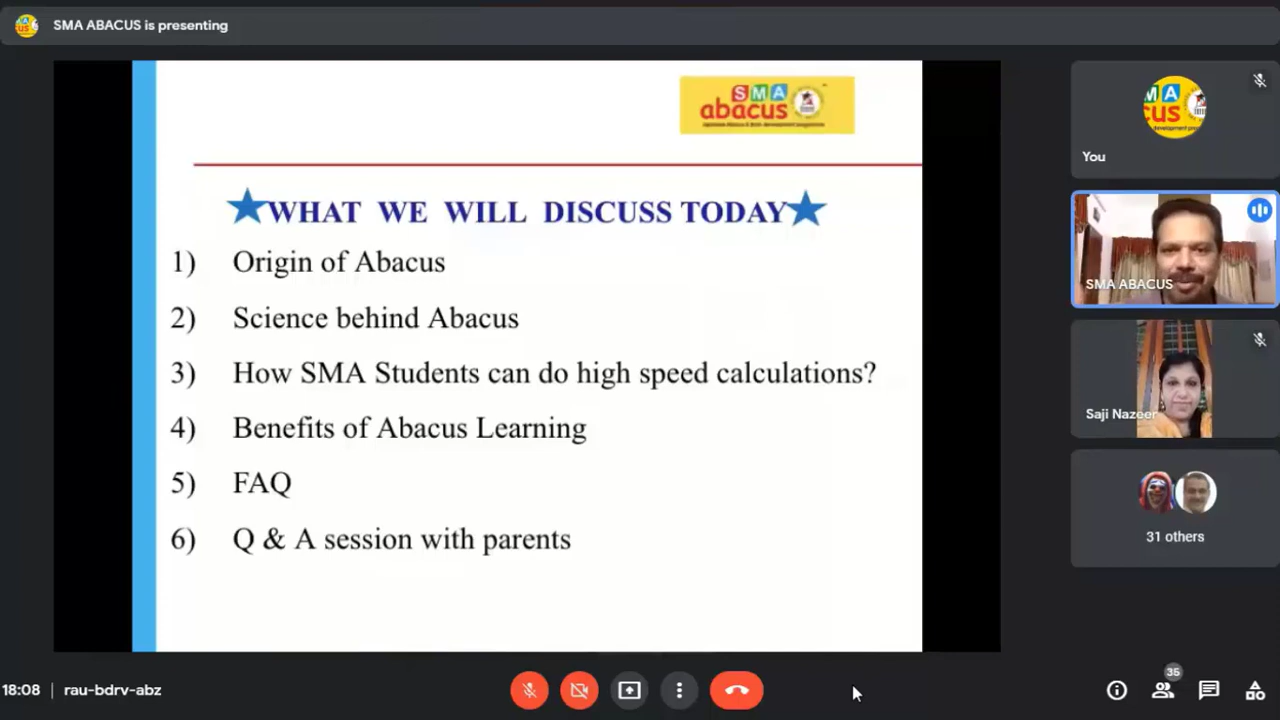 SMA ABACUS is presenting
SMA
abacus
WHAT WE WILL DISCUSS TODAY
1) Origin of Abacus
2) Science behind Abacus
3) How SMA Students can do high speed calculations?
4) Benefits of Abacus Learning
5) FAQ
6) Q & A session with parents
You
SMA ABACUS
Saji Nazeer
31 others
18:08 | rau-bdrv-abz
35